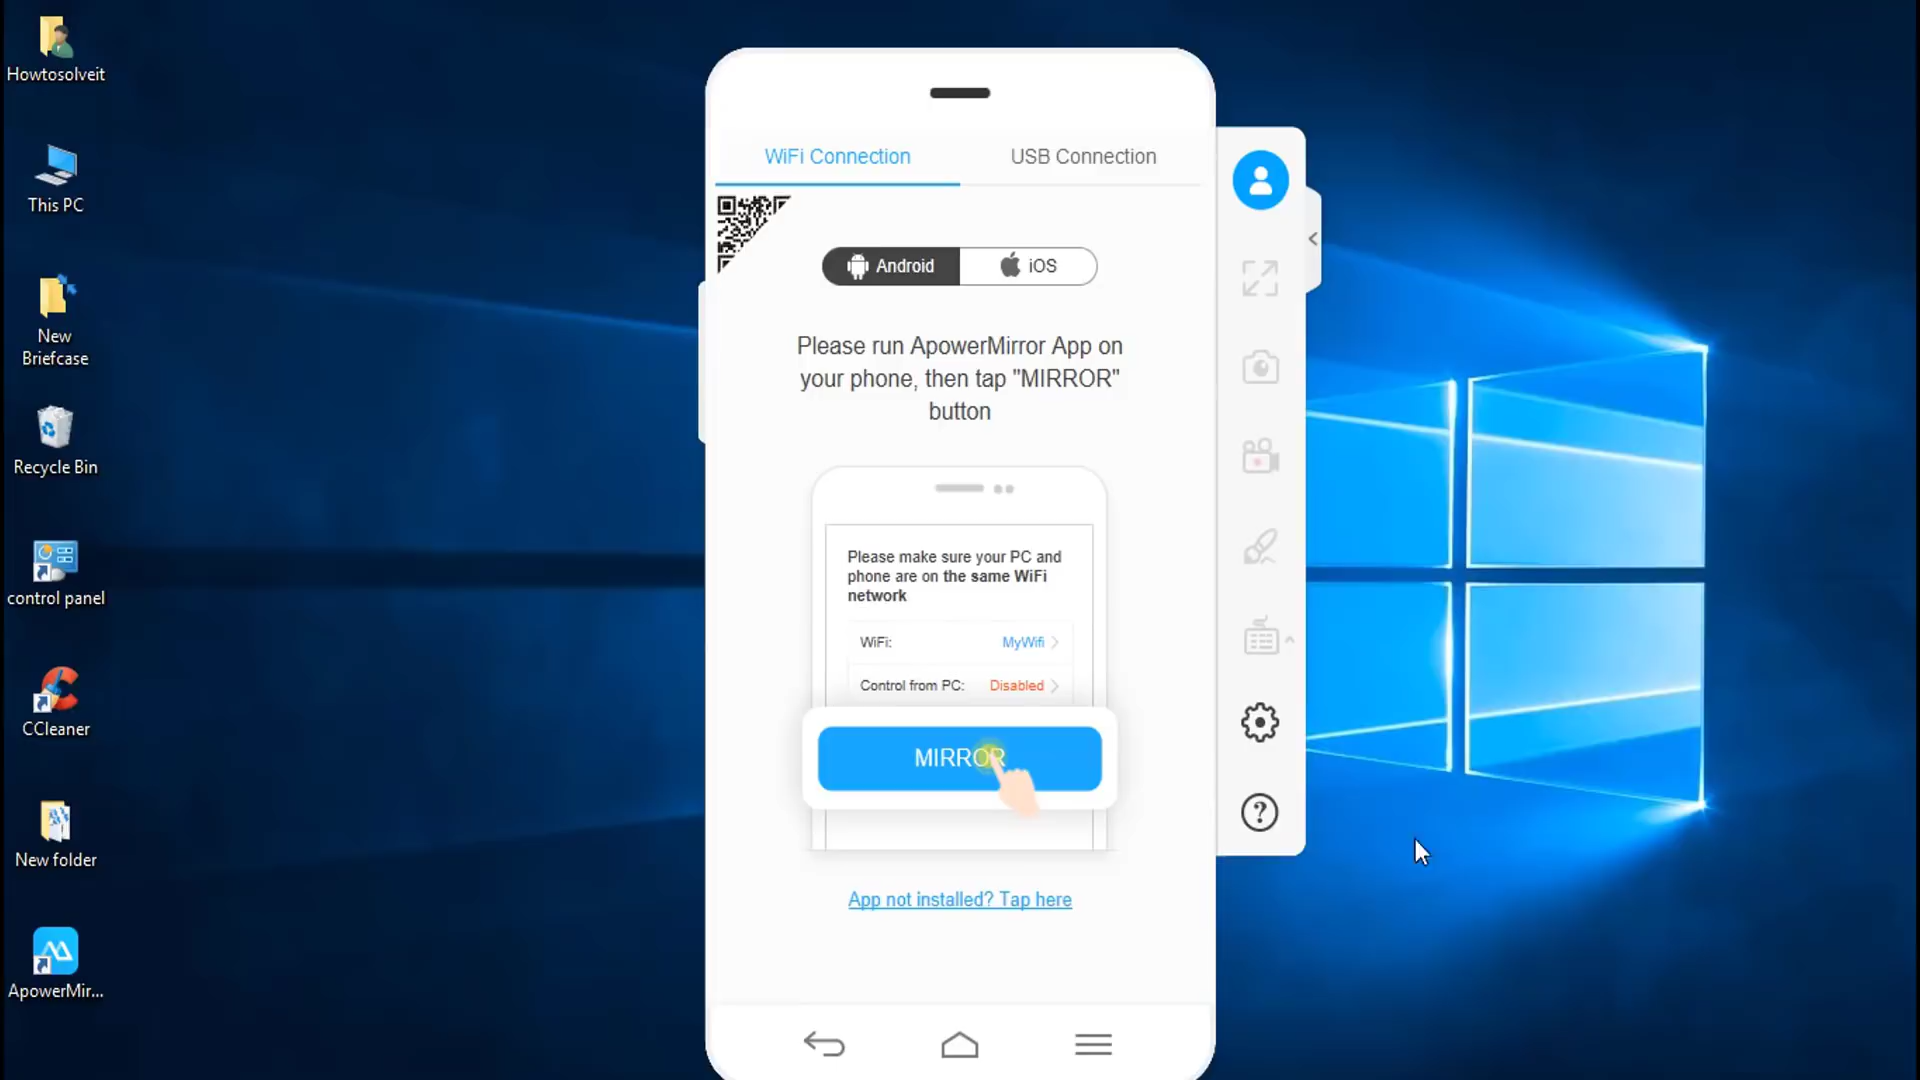 Howtosolveit
This PC
New
Briefcase
Recycle Bin
control panel
CCleaner
New folder
ApowerMir...
WiFi Connection
USB Connection
Android
iOS
Please run ApowerMirror App on
your phone, then tap "MIRROR"
button
Please make sure your PC and
phone are on the same WiFi
network
WiFi: MyWifi
Control from PC: Disabled
MIRROR
App not installed? Tap here